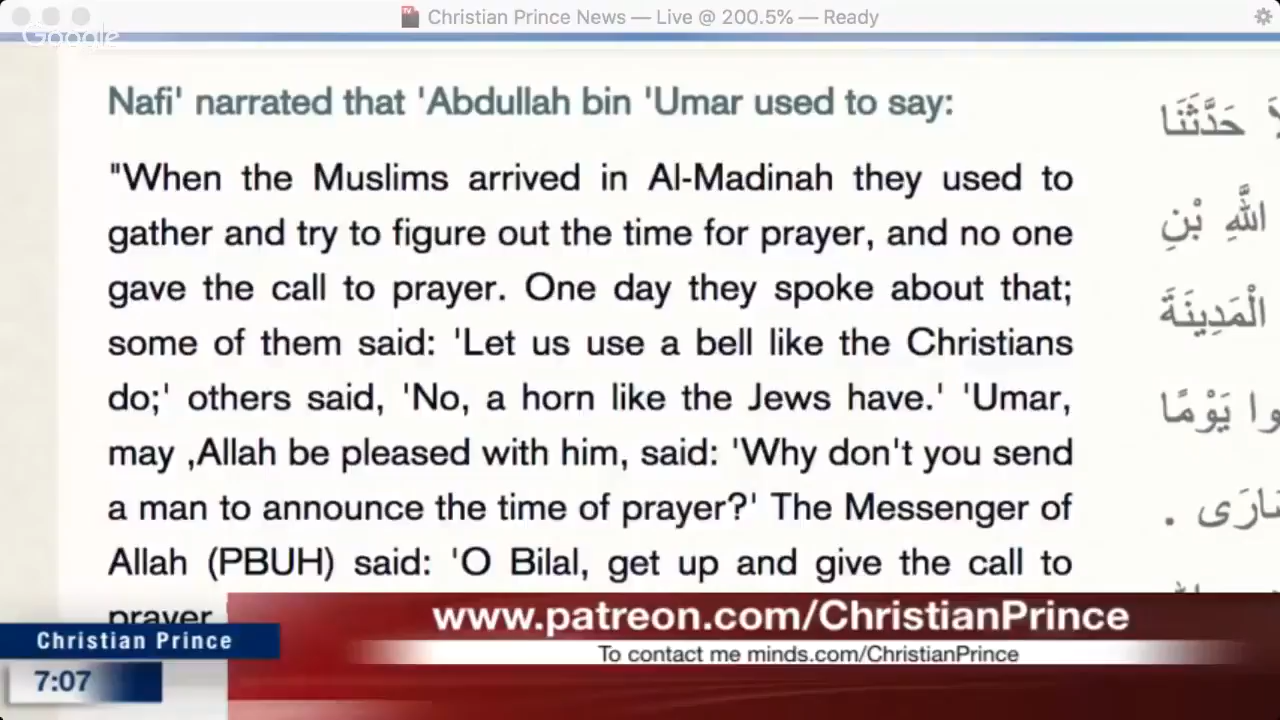 Christian Prince News — Live @ 200.5% — Ready
Google
Nafi' narrated that 'Abdullah bin 'Umar used to say:
"When the Muslims arrived in Al-Madinah they used to
gather and try to figure out the time for prayer, and no one
gave the call to prayer. One day they spoke about that;
some of them said: 'Let us use a bell like the Christians
do;' others said, 'No, a horn like the Jews have.' 'Umar,
may ,Allah be pleased with him, said: 'Why don't you send
a man to announce the time of prayer?' The Messenger of
Allah (PBUH) said: 'O Bilal, get up and give the call to
prayer
حَدَّثَنَا
اللَّهِ بْنِ
الْمَدِينَةَ
يَوْمًا
www.patreon.com/ChristianPrince
To contact me minds.com/ChristianPrince
Christian Prince
7:07